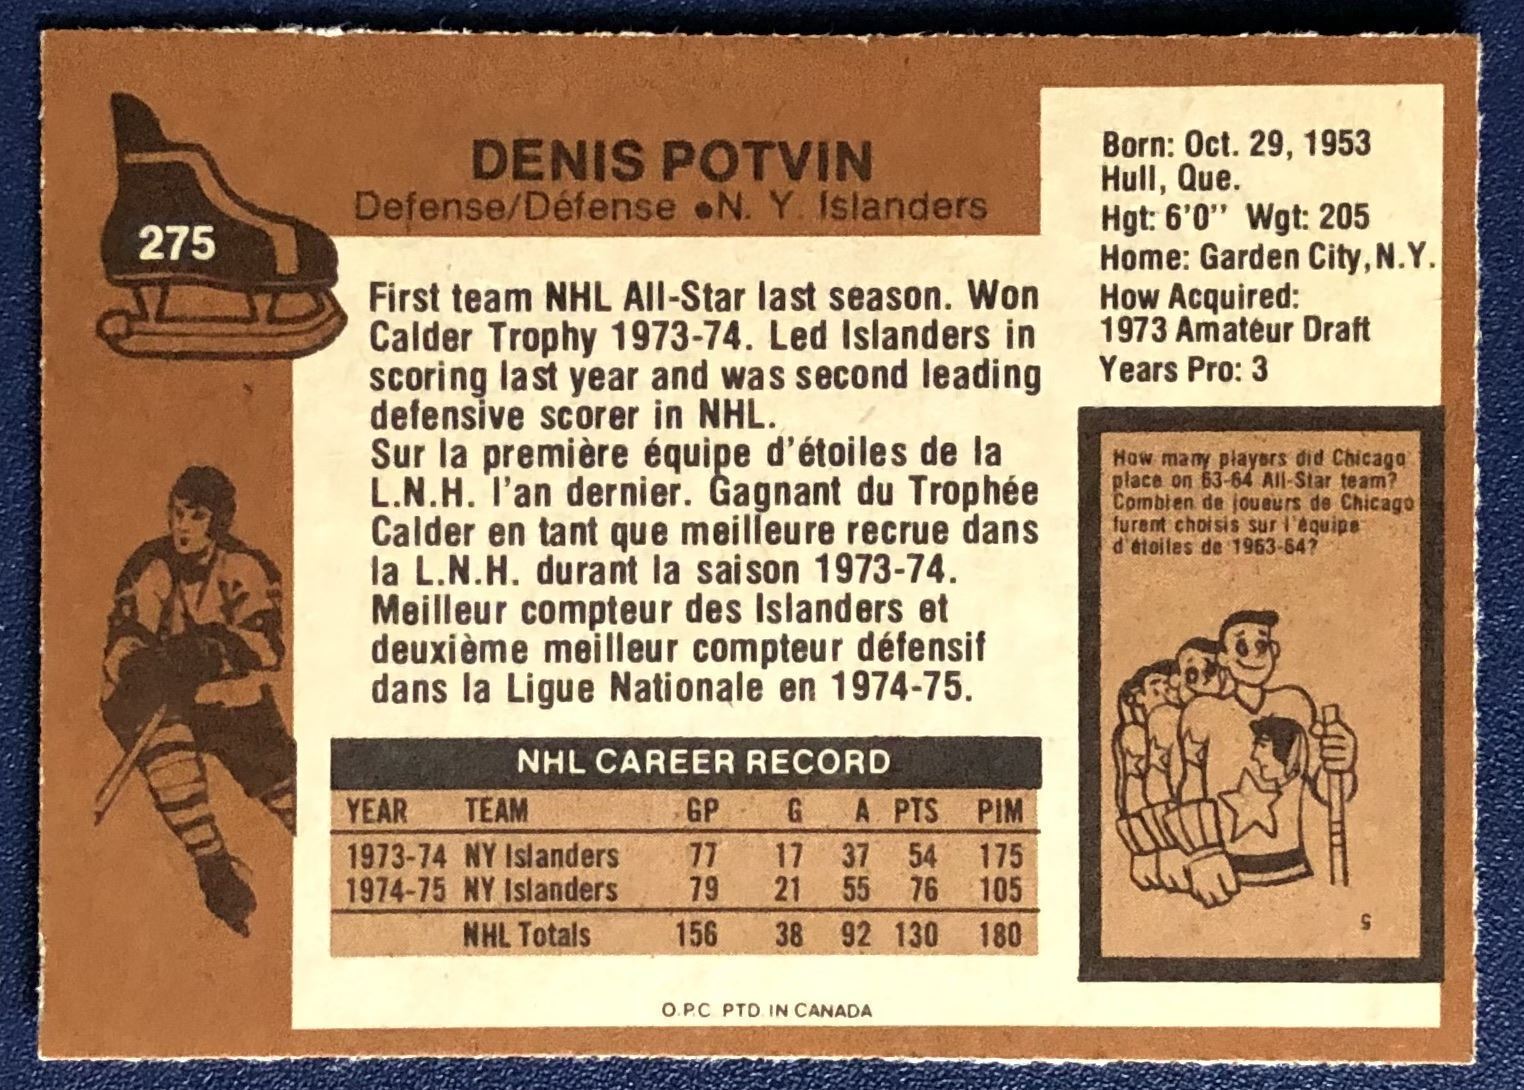 275
DENIS POTVIN
Defense/Défense ●N. Y. Islanders
First team NHL All-Star last season. Won
Calder Trophy 1973-74. Led Islanders in
scoring last year and was second leading
defensive scorer in NHL.
Sur la première équipe d'étoiles de la
L.N.H. l'an dernier. Gagnant du Trophée
Calder en tant que meilleure recrue dans
la L.N.H. durant la saison 1973-74.
Meilleur compteur des Islanders et
deuxième meilleur compteur défensif
dans la Ligue Nationale en 1974-75.
NHL CAREER RECORD
YEAR TEAM GP G A PTS PIM
1973-74 NY Islanders 77 17 37 54 175
1974-75 NY Islanders 79 21 55 76 105
NHL Totals 156 38 92 130 180
O.P.C. PTD. IN CANADA
Born: Oct. 29, 1953
Hull, Que.
Hgt: 6'0" Wgt: 205
Home: Garden City, N.Y.
How Acquired:
1973 Amateur Draft
Years Pro: 3
How many players did Chicago
place on 63-64 All-Star team?
Combien de joueurs de Chicago
furent choisis sur l'équipe
d'étoiles de 1963-64?
5